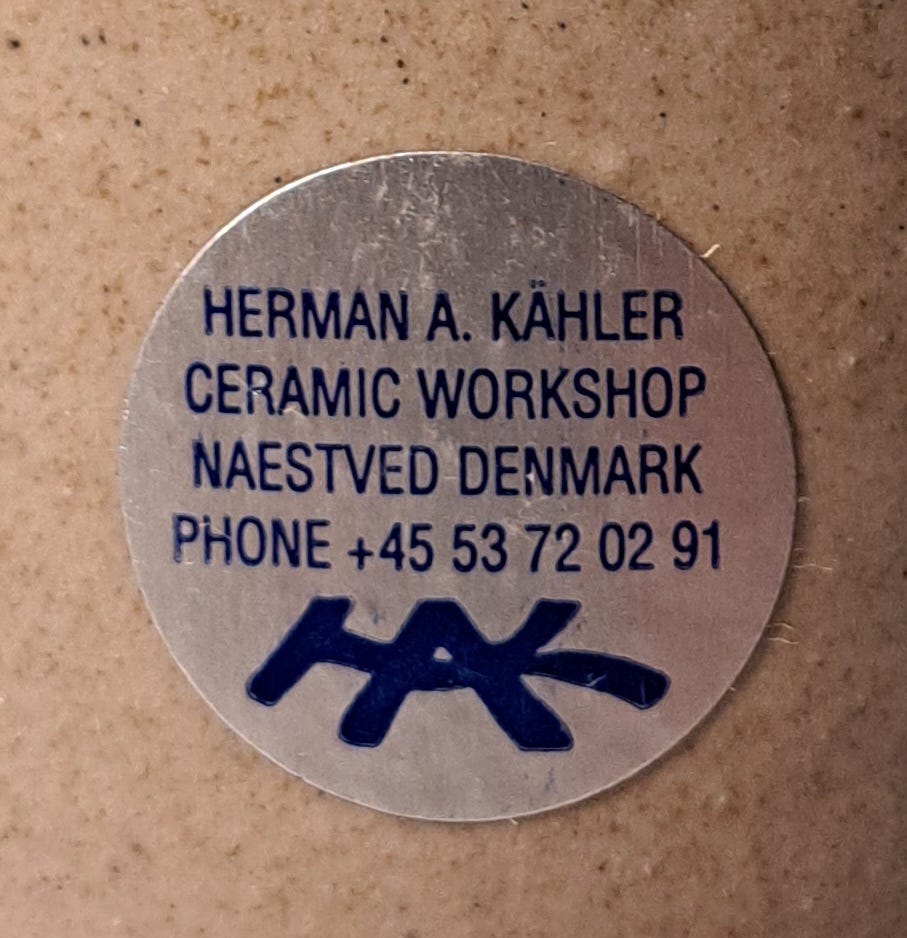 HERMAN A. KÄHLER
CERAMIC WORKSHOP
NAESTVED DENMARK
PHONE +45 53 72 02 91
HAK